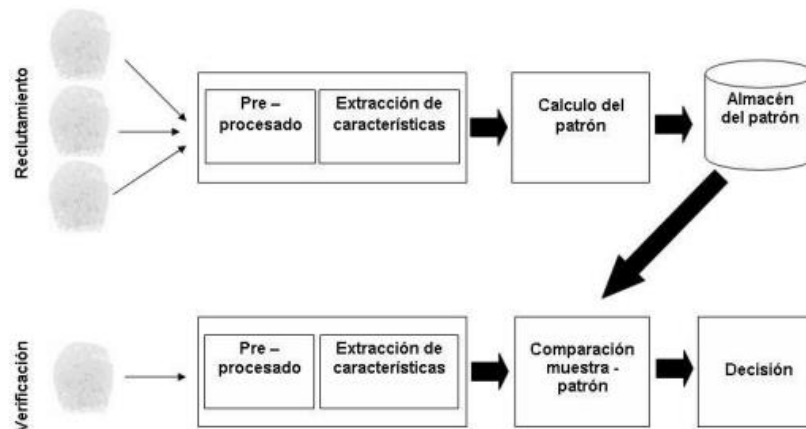 Reclutamiento
Pre –
procesado
Extracción de
características
Calculo del
patrón
Almacén
del patrón
Verificación
Pre –
procesado
Extracción de
características
Comparación
muestra -
patrón
Decisión